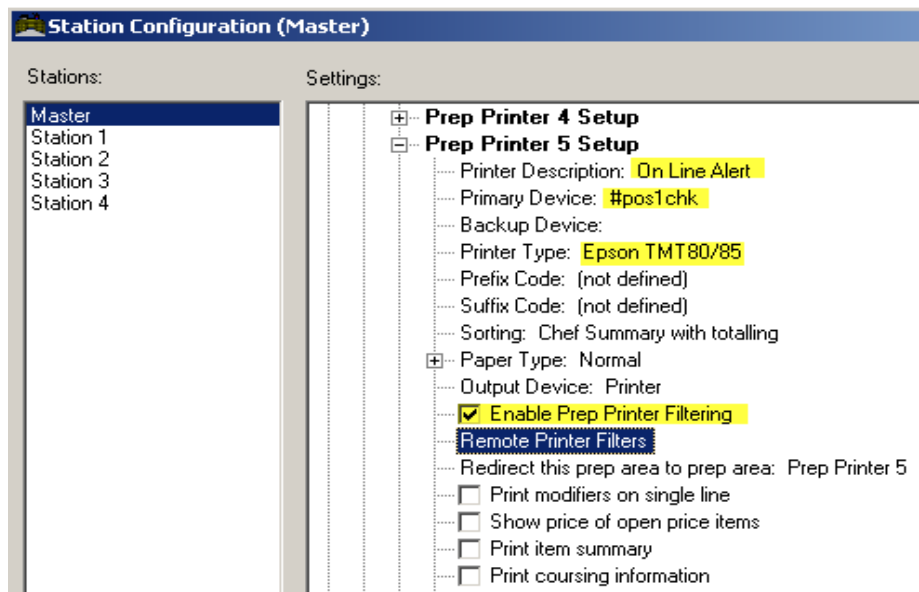 Station Configuration (Master)
Stations:
Settings:
Master
Station 1
Station 2
Station 3
Station 4
Prep Printer 4 Setup
Prep Printer 5 Setup
Printer Description: On Line Alert
Primary Device: #pos1chk
Backup Device:
Printer Type: Epson TMT80/85
Prefix Code: (not defined)
Suffix Code: (not defined)
Sorting: Chef Summary with totalling
Paper Type: Normal
Output Device: Printer
Enable Prep Printer Filtering
Remote Printer Filters
Redirect this prep area to prep area: Prep Printer 5
Print modifiers on single line
Show price of open price items
Print item summary
Print coursing information